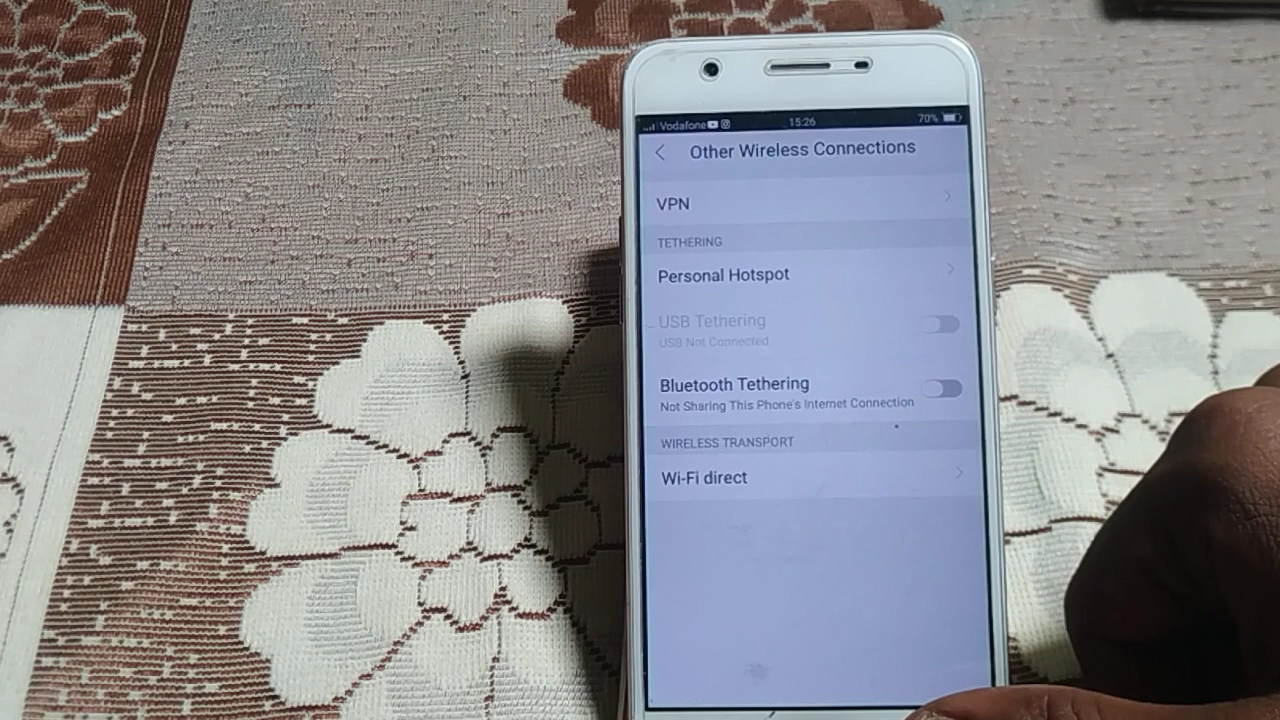 Vodafone 15:26 70%
Other Wireless Connections
VPN
TETHERING
Personal Hotspot
USB Tethering
USB Not Connected
Bluetooth Tethering
Not Sharing This Phone's Internet Connection
WIRELESS TRANSPORT
Wi-Fi direct